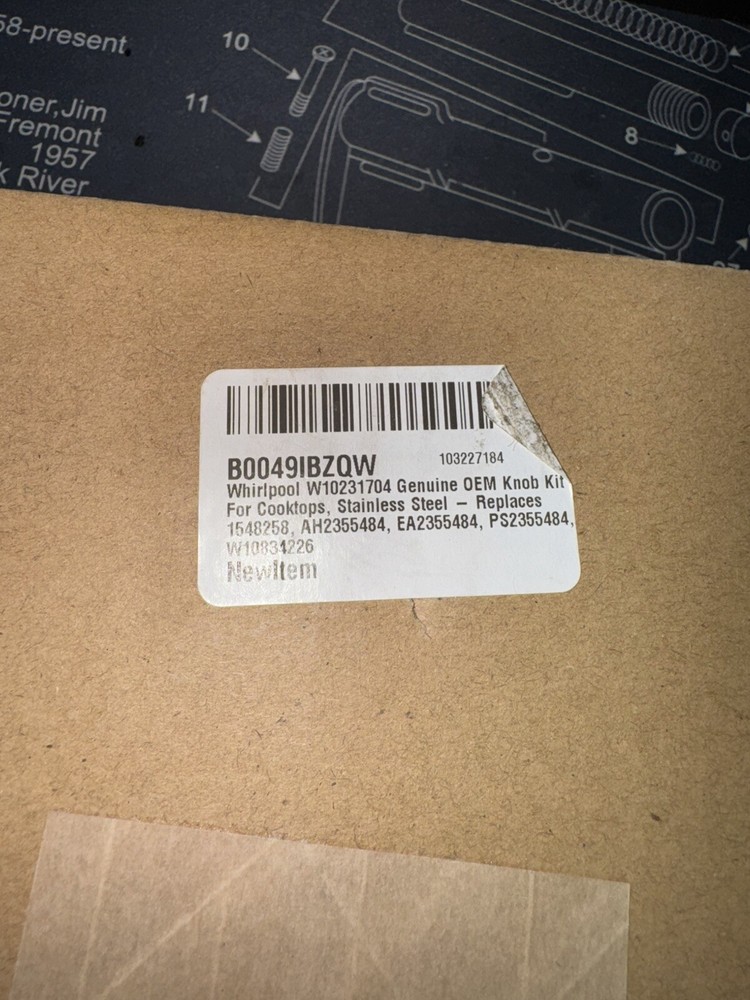 58-present
oner, Jim
Fremont
1957
k River
10
11
8
B0049IBZQW 103227184
Whirlpool W10231704 Genuine OEM Knob Kit
For Cooktops, Stainless Steel – Replaces
1548258, AH2355484, EA2355484, PS2355484,
W10834226
NewItem